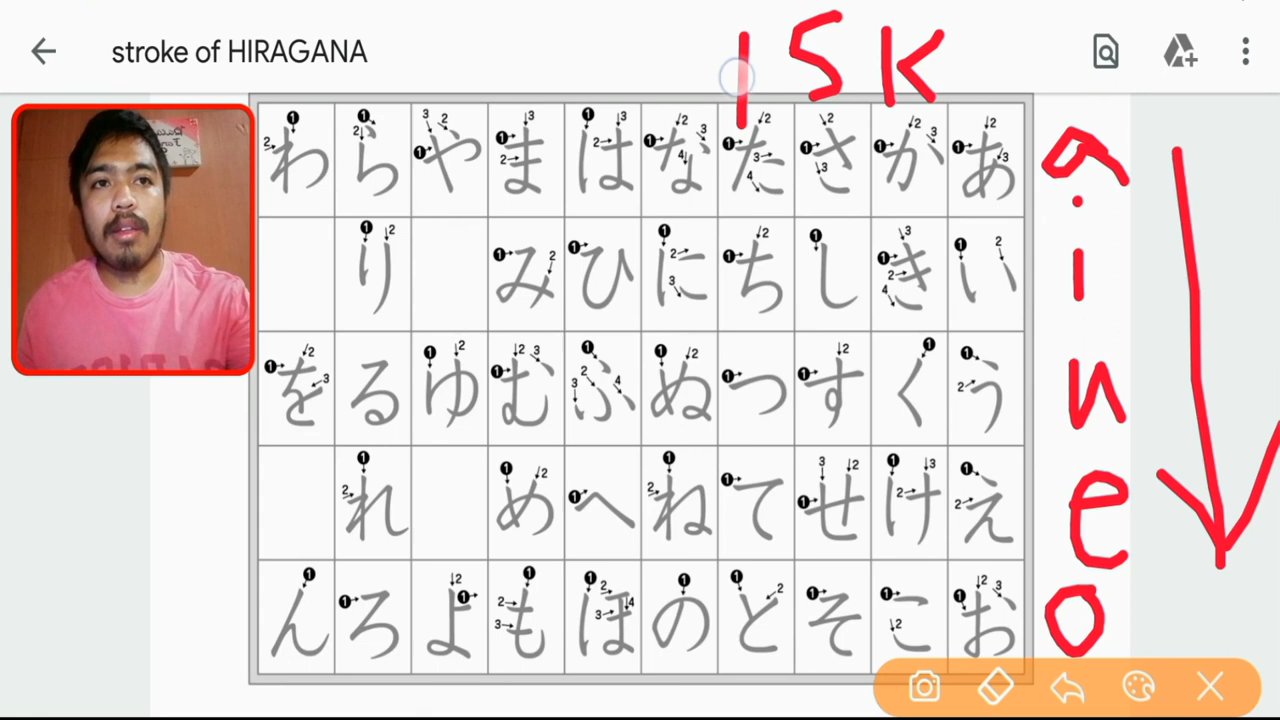 stroke of HIRAGANA
I S K
わ ら や ま は な た さ か あ
り み ひ に ち し き い
を る ゆ む ふ ぬ つ す く う
れ め へ ね て せ け え
ん ろ よ も ほ の と そ こ お
a
i
u
e
o